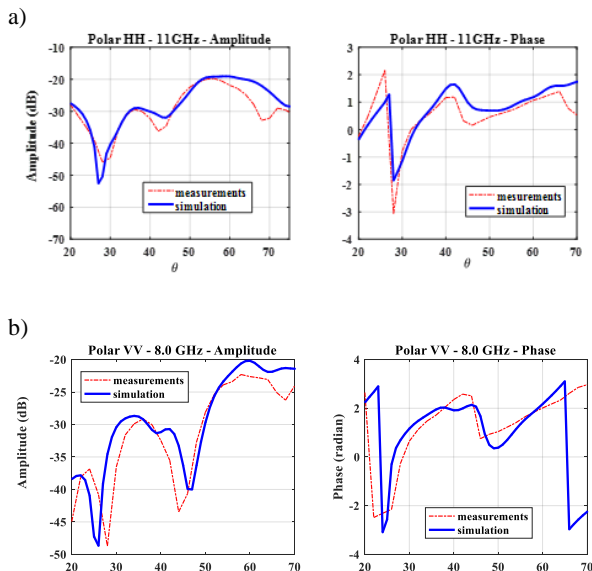 a)
Polar HH - 11GHz - Amplitude
Polar HH - 11GHz - Phase
Amplitude (dB)
-10
-20
-30
-40
-50
-60
-70
20 30 40 50 60 70
θ
measurements
simulation
3
2
1
0
-1
-2
-3
-4
20 30 40 50 60 70
θ
mesurements
simulation
b)
Polar VV - 8.0 GHz - Amplitude
Polar VV - 8.0 GHz - Phase
Amplitude (dB)
-20
-25
-30
-35
-40
-45
-50
20 30 40 50 60 70
measurements
simulation
Phase (radian)
4
2
0
-2
-4
20 30 40 50 60 70
measurements
simulation